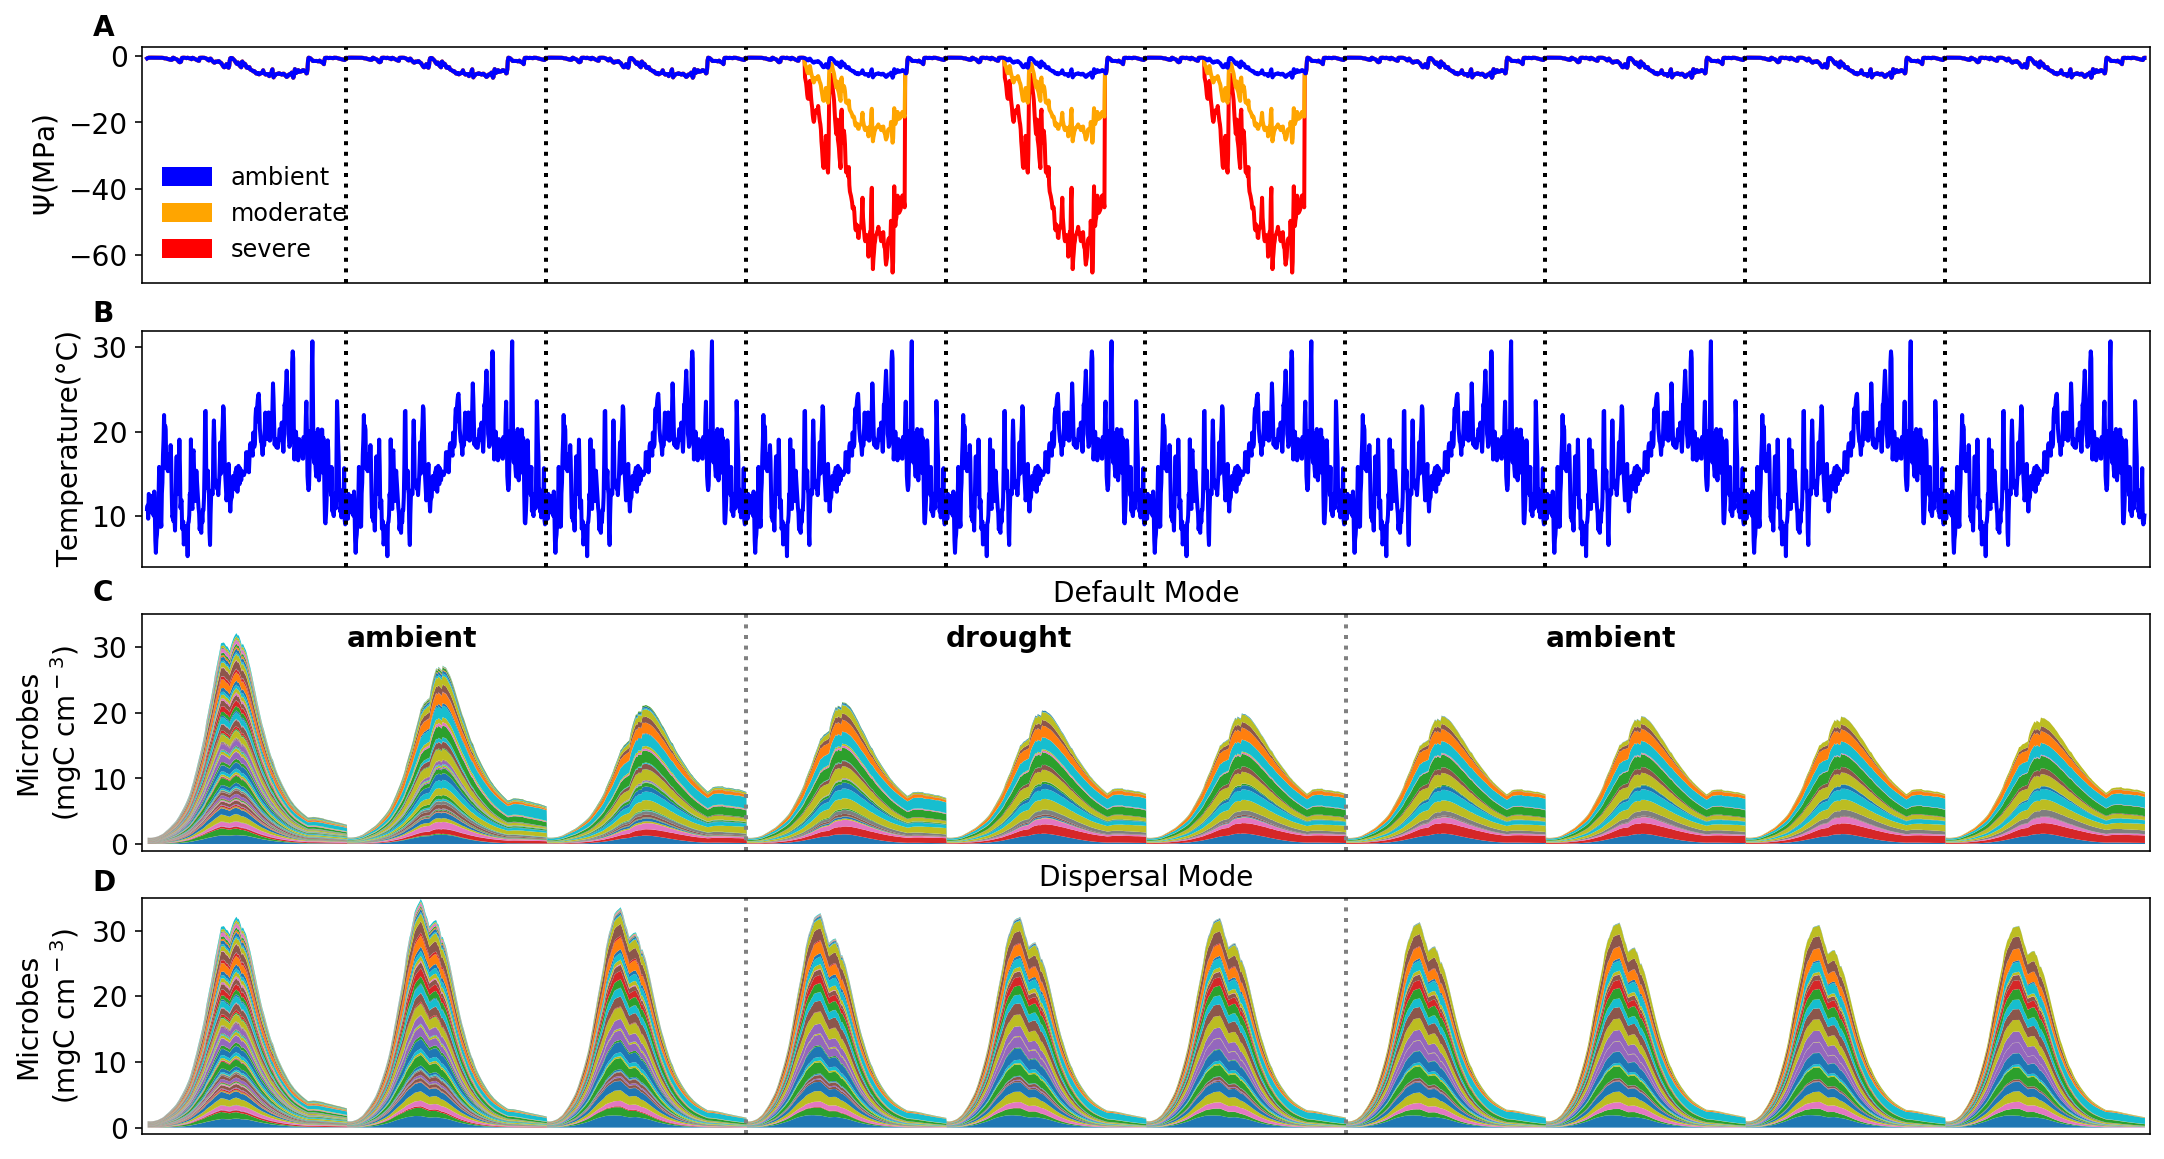 A
0
−20
−40
−60
Ψ(MPa)
ambient
moderate
severe
B
30
20
10
Temperature(°C)
C
Default Mode
30
20
10
0
Microbes
(mgC cm⁻³)
ambient
drought
ambient
D
Dispersal Mode
30
20
10
0
Microbes
(mgC cm⁻³)